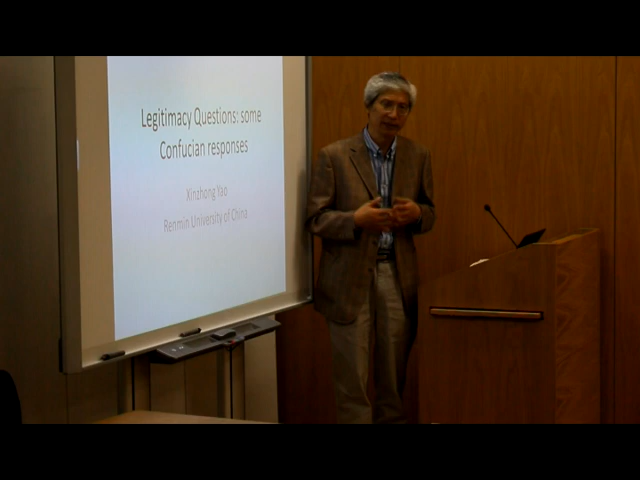 Legitimacy Questions: some
Confucian responses
Xinzhong Yao
Renmin University of China